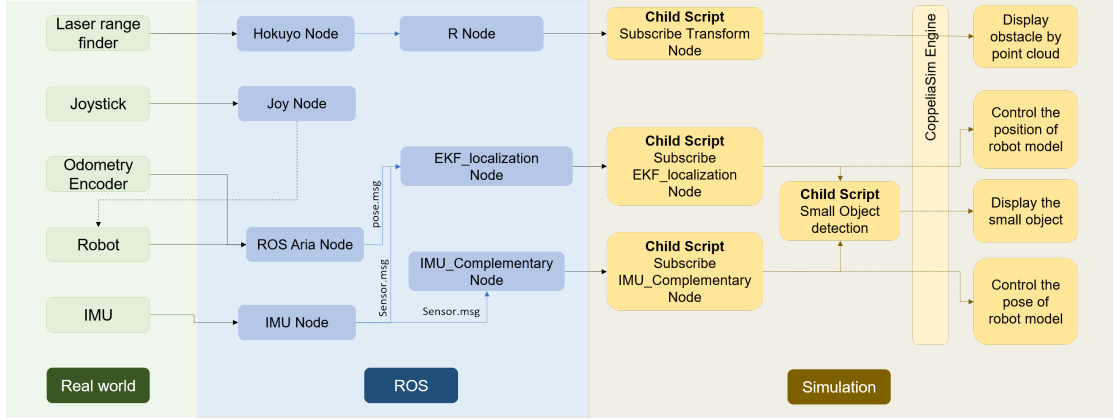 Laser range
finder
Hokuyo Node
R Node
Child Script
Subscribe Transform
Node
CoppeliaSim Engine
Display
obstacle by
point cloud
Joystick
Joy Node
Control the
position of
robot model
Odometry
Encoder
pose.msg
EKF_localization
Node
Child Script
Subscribe
EKF_localization
Node
Child Script
Small Object
detection
Display the
small object
Robot
ROS Aria Node
Sensor.msg
IMU_Complementary
Node
Child Script
Subscribe
IMU_Complementary
Node
Control the
pose of
robot model
IMU
IMU Node
Sensor.msg
Real world
ROS
Simulation